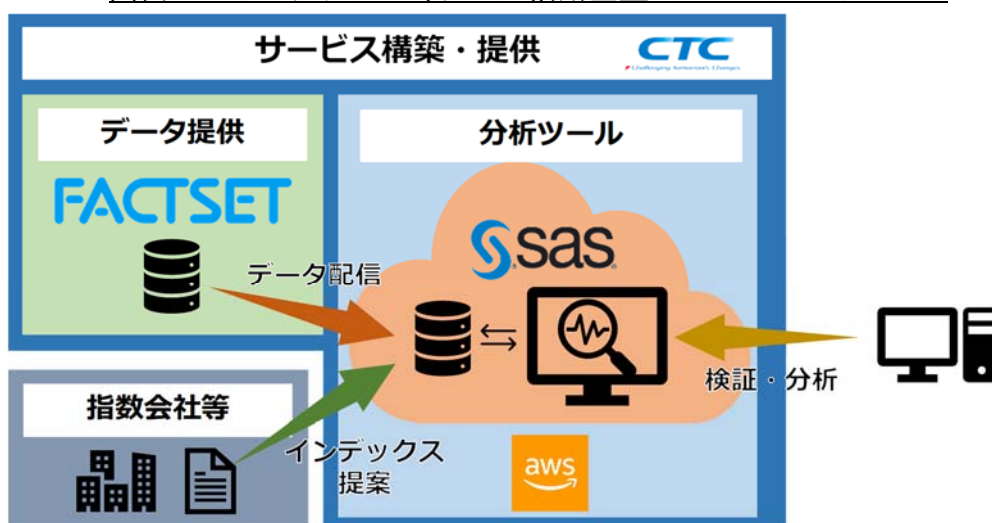 サービス構築・提供
CTC
Challenging Tomorrow's Changes
データ提供
FACTSET
分析ツール
sas
データ配信
検証・分析
指数会社等
インデックス
提案
aws